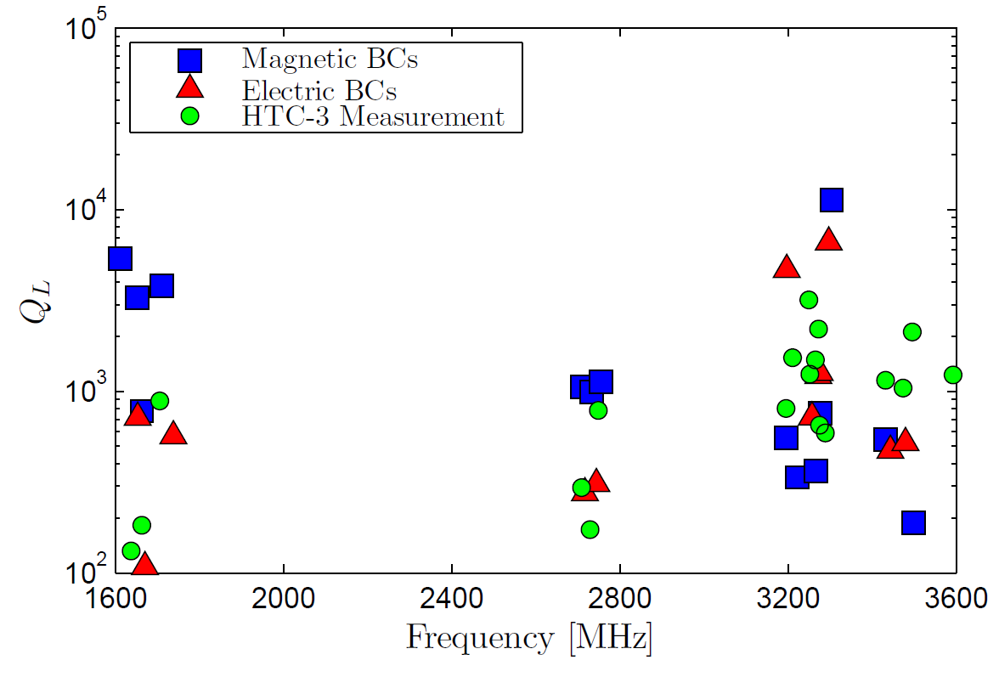 10^5
Magnetic BCs
Electric BCs
HTC-3 Measurement
10^4
Q_L
10^3
10^2
1600 2000 2400 2800 3200 3600
Frequency [MHz]